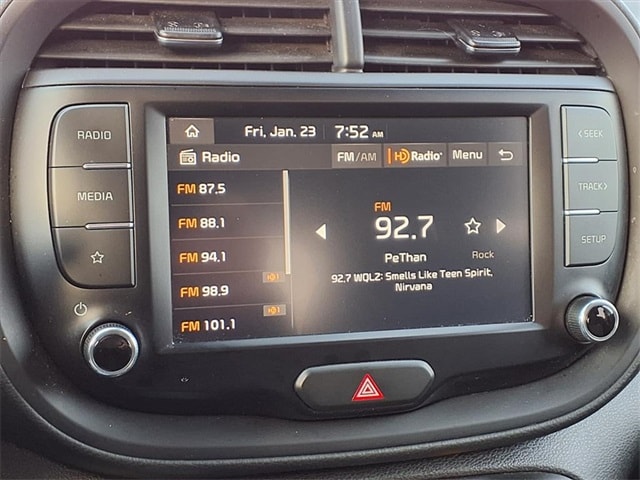 RADIO
MEDIA
Fri, Jan. 23 7:52 AM
Radio FM/AM HD Radio Menu
FM 87.5
FM 88.1
FM 94.1
FM 98.9 HD1
FM 101.1 HD1
FM
92.7
PeThan Rock
92.7 WQLZ: Smells Like Teen Spirit,
Nirvana
< SEEK
TRACK >
SETUP